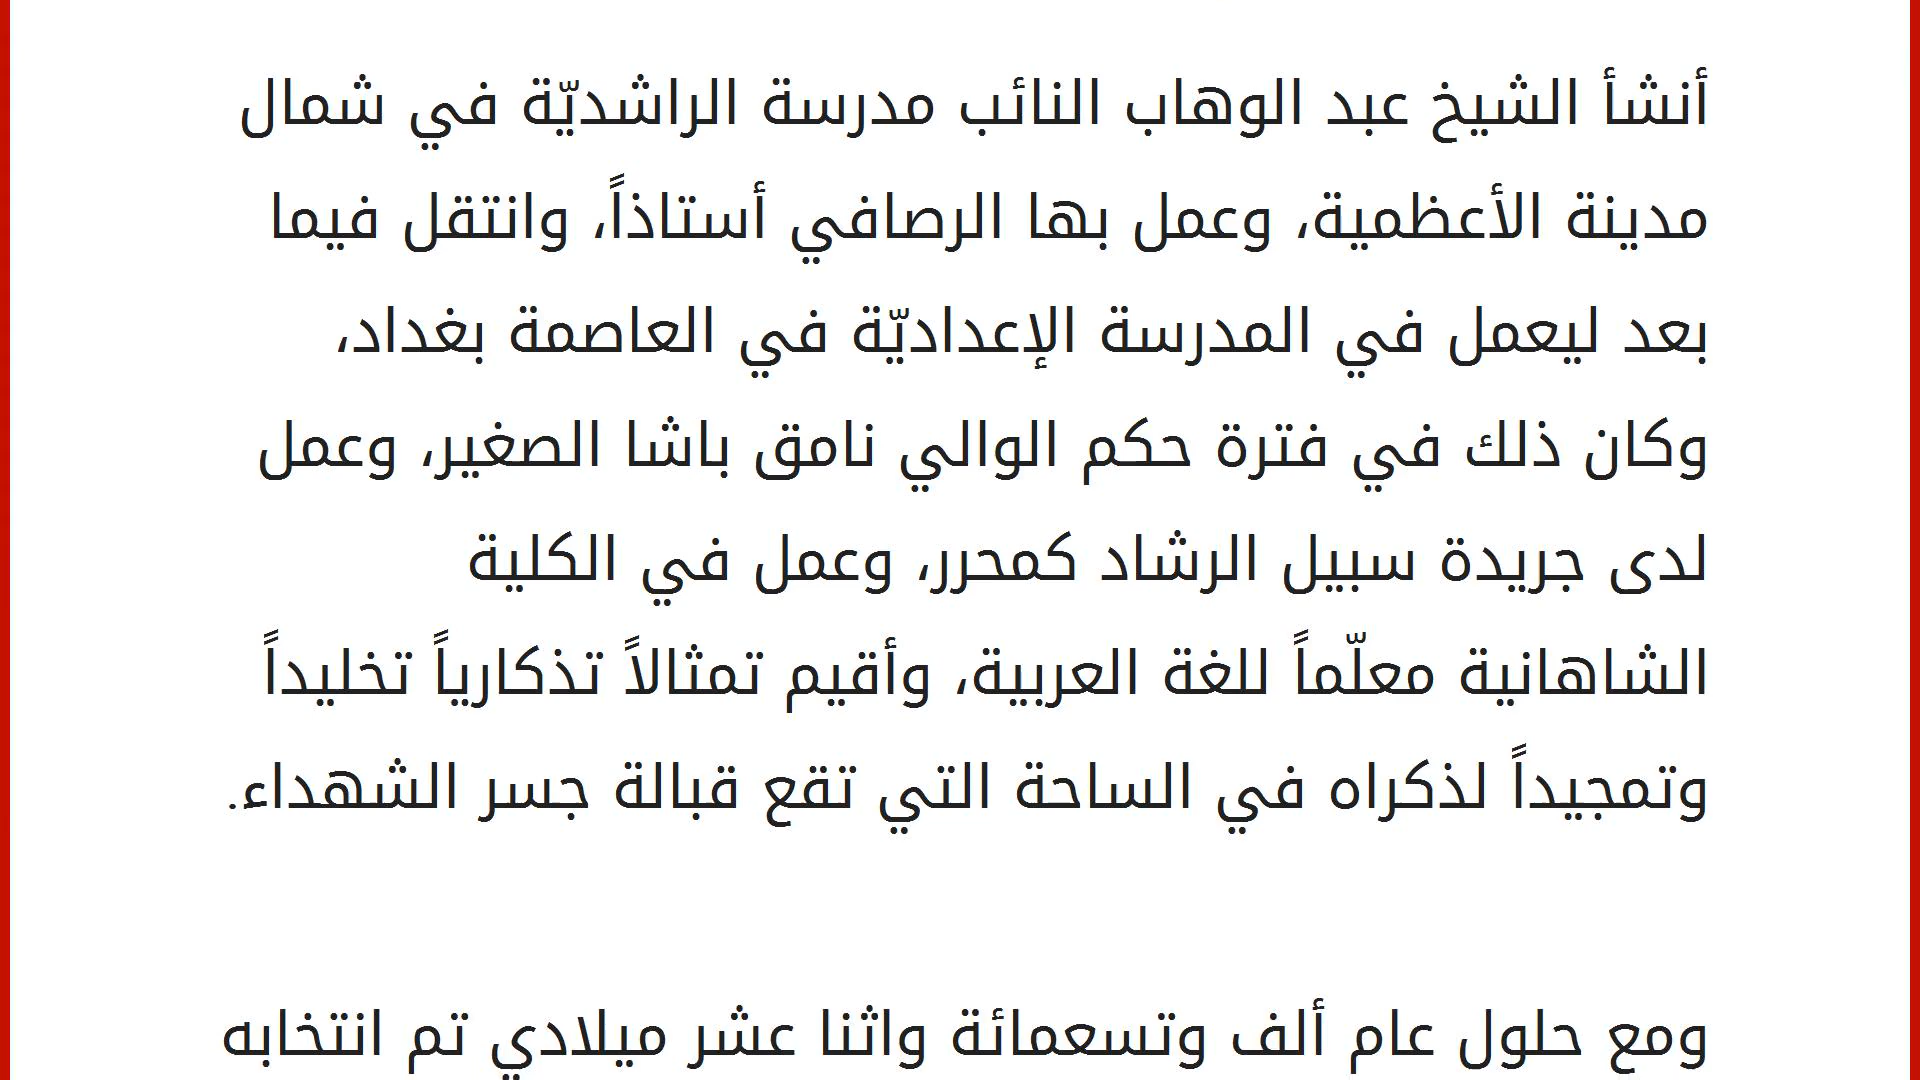 أنشأ الشيخ عبد الوهاب النائب مدرسة الراشديّة في شمال
مدينة الأعظمية، وعمل بها الرصافي أستاذاً، وانتقل فيما
بعد ليعمل في المدرسة الإعداديّة في العاصمة بغداد،
وكان ذلك في فترة حكم الوالي نامق باشا الصغير، وعمل
لدى جريدة سبيل الرشاد كمحرر، وعمل في الكلية
الشاهانية معلّماً للغة العربية، وأقيم تمثالاً تذكارياً تخليداً
وتمجيداً لذكراه في الساحة التي تقع قبالة جسر الشهداء.
ومع حلول عام ألف وتسعمائة واثنا عشر ميلادي تم انتخابه